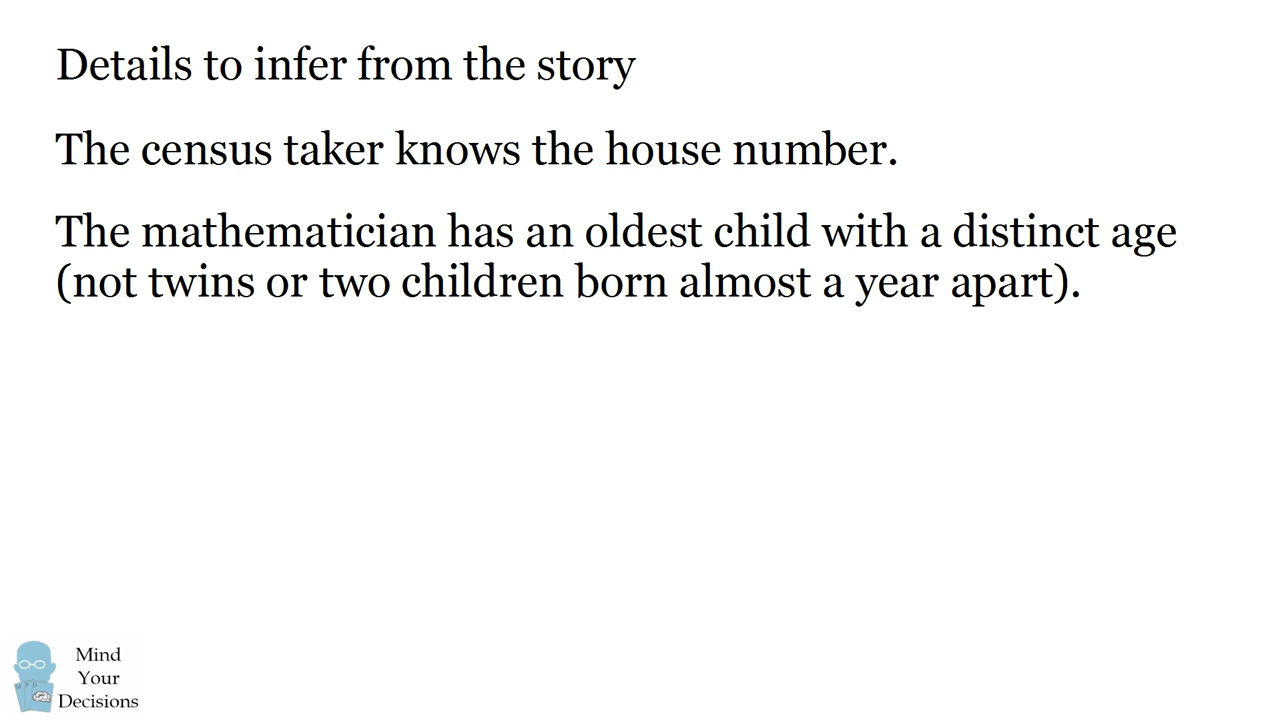 Details to infer from the story
The census taker knows the house number.
The mathematician has an oldest child with a distinct age
(not twins or two children born almost a year apart).
Mind
Your
Decisions